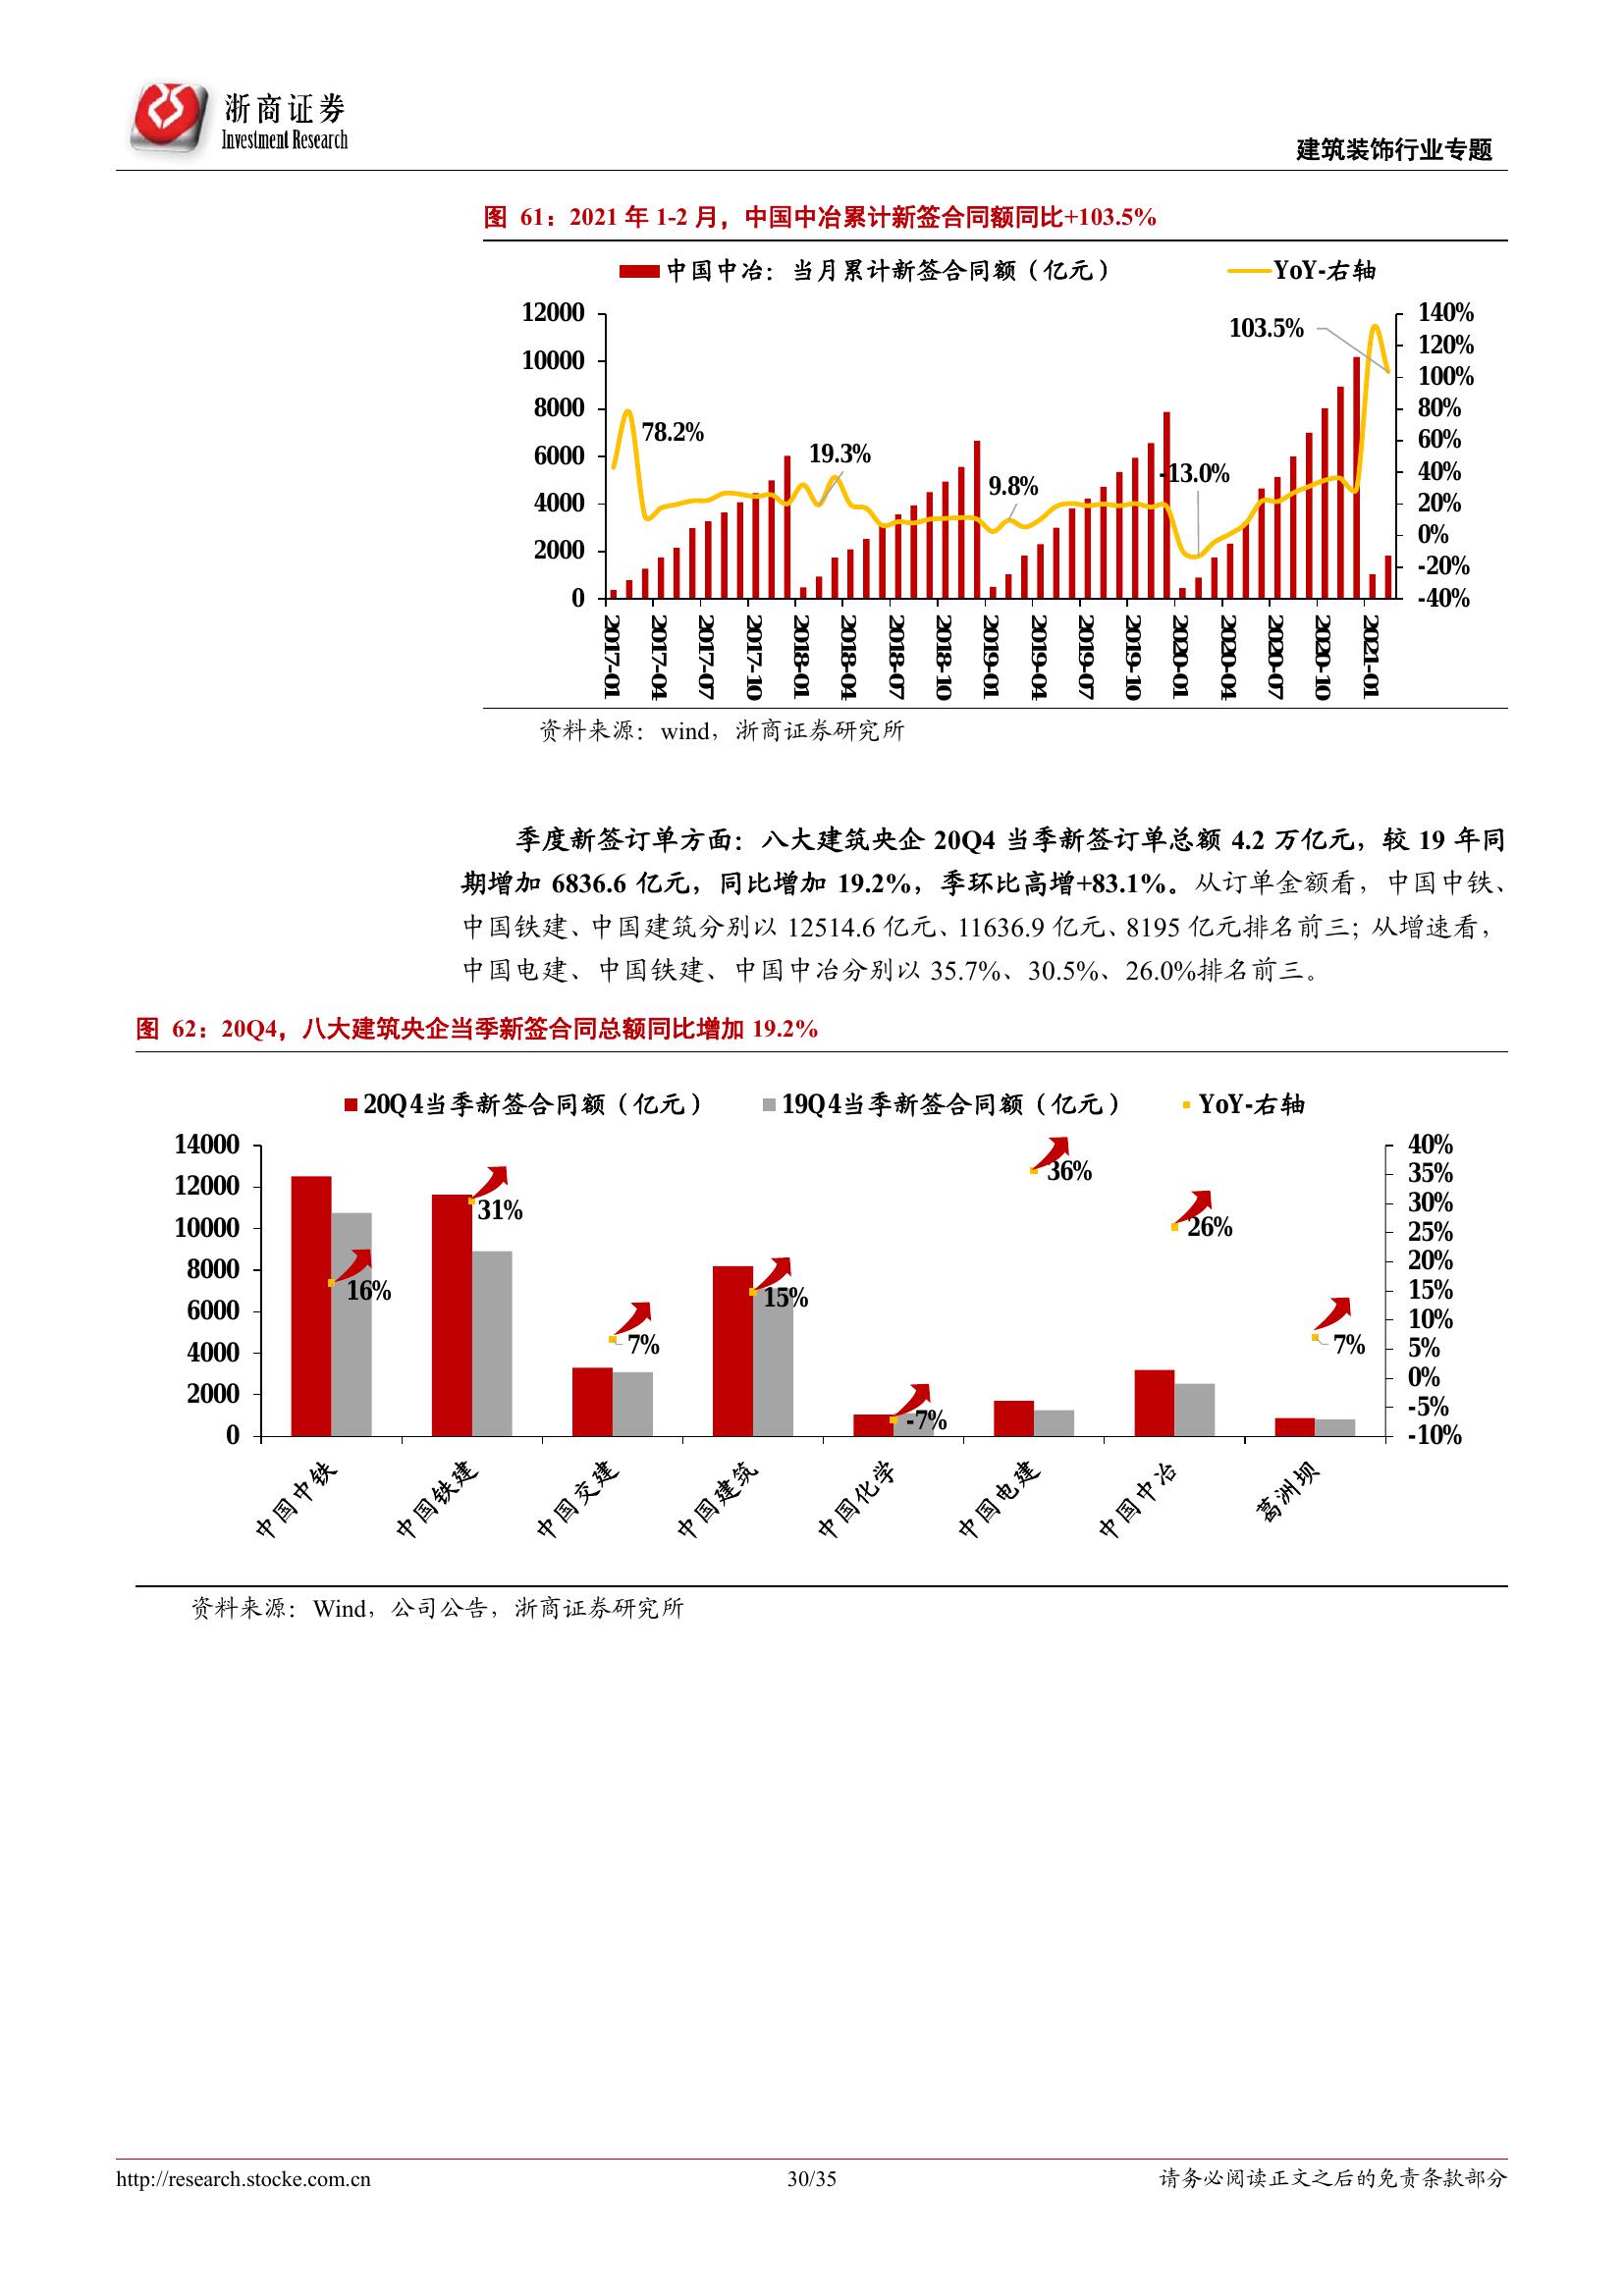 浙商证券
Investment Research
建筑装饰行业专题
图 61：2021 年 1-2 月，中国中冶累计新签合同额同比+103.5%
中国中冶：当月累计新签合同额（亿元） YoY-右轴
12000 140%
103.5%
120%
10000
100%
8000 80%
78.2%
60%
6000
19.3%
40%
-13.0%
9.8%
4000 20%
0%
2000
-20%
0 -40%
2017-01 2017-04 2017-07 2017-10 2018-01 2018-04 2018-07 2018-10 2019-01 2019-04 2019-07 2019-10 2020-01 2020-04 2020-07 2020-10 2021-01
资料来源：wind，浙商证券研究所
季度新签订单方面：八大建筑央企 20Q4 当季新签订单总额 4.2 万亿元，较 19 年同
期增加 6836.6 亿元，同比增加 19.2%，季环比高增+83.1%。从订单金额看，中国中铁、
中国铁建、中国建筑分别以 12514.6 亿元、11636.9 亿元、8195 亿元排名前三；从增速看，
中国电建、中国铁建、中国中冶分别以 35.7%、30.5%、26.0%排名前三。
图 62：20Q4，八大建筑央企当季新签合同总额同比增加 19.2%
20Q4当季新签合同额（亿元） 19Q4当季新签合同额（亿元） YoY-右轴
14000 40%
36%
35%
12000
31%
30%
10000
26%
25%
8000
20%
16%
15%
15%
6000
10%
7%
7%
4000
5%
0%
2000
-5%
-7%
0 -10%
中国中铁 中国铁建 中国交建 中国建筑 中国化学 中国电建 中国中冶 葛洲坝
资料来源：Wind，公司公告，浙商证券研究所
http://research.stocke.com.cn 30/35 请务必阅读正文之后的免责条款部分